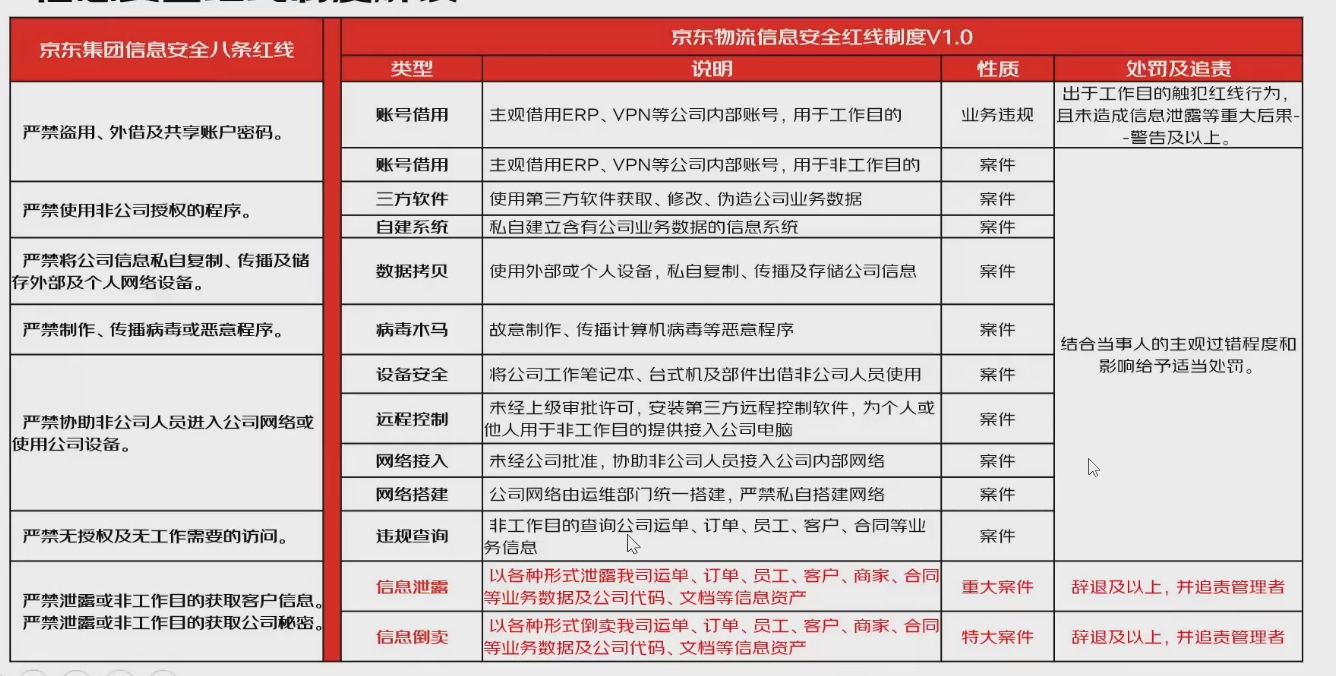 京东集团信息安全八条红线
京东物流信息安全红线制度V1.0
类型
说明
性质
处罚及追责
严禁盗用、外借及共享账户密码。
账号借用
主观借用ERP、VPN等公司内部账号，用于工作目的
业务违规
出于工作目的触犯红线行为，
且未造成信息泄露等重大后果-
-警告及以上。
账号借用
主观借用ERP、VPN等公司内部账号，用于非工作目的
案件
严禁使用非公司授权的程序。
三方软件
使用第三方软件获取、修改、伪造公司业务数据
案件
自建系统
私自建立含有公司业务数据的信息系统
案件
严禁将公司信息私自复制、传播及储
存外部及个人网络设备。
数据拷贝
使用外部或个人设备，私自复制、传播及存储公司信息
案件
严禁制作、传播病毒或恶意程序。
病毒木马
故意制作、传播计算机病毒等恶意程序
案件
结合当事人的主观过错程度和
影响给予适当处罚。
严禁协助非公司人员进入公司网络或
使用公司设备。
设备安全
将公司工作笔记本、台式机及部件出借非公司人员使用
案件
远程控制
未经上级审批许可，安装第三方远程控制软件，为个人或
他人用于非工作目的提供接入公司电脑
案件
网络接入
未经公司批准，协助非公司人员接入公司内部网络
案件
网络搭建
公司网络由运维部门统一搭建，严禁私自搭建网络
案件
严禁无授权及无工作需要的访问。
违规查询
非工作目的查询公司运单、订单、员工、客户、合同等业
务信息
案件
严禁泄露或非工作目的获取客户信息。
严禁泄露或非工作目的获取公司秘密。
信息泄露
以各种形式泄露我司运单、订单、员工、客户、商家、合同
等业务数据及公司代码、文档等信息资产
重大案件
辞退及以上，并追责管理者
信息倒卖
以各种形式倒卖我司运单、订单、员工、客户、商家、合同
等业务数据及公司代码、文档等信息资产
特大案件
辞退及以上，并追责管理者